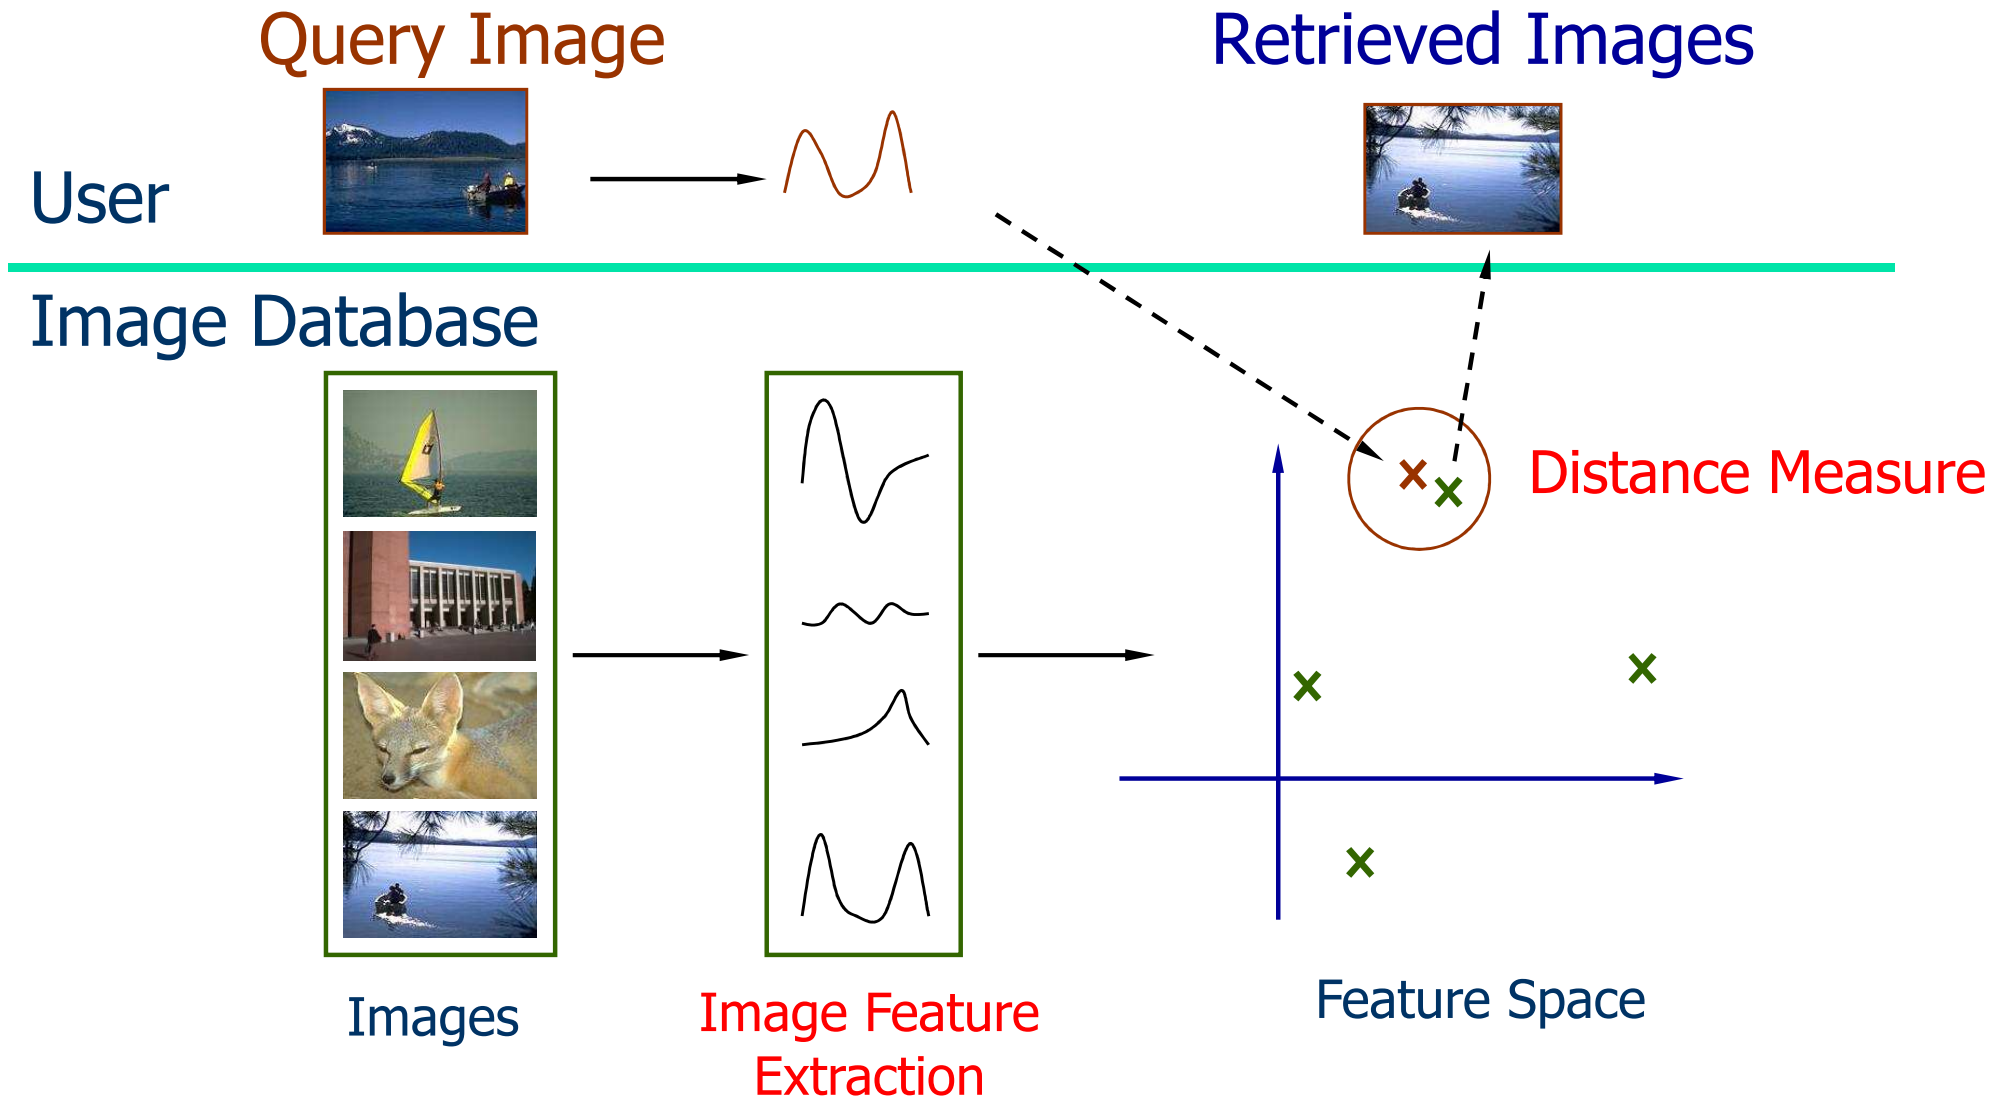 Query Image
Retrieved Images
User
Image Database
Distance Measure
Images
Image Feature
Extraction
Feature Space